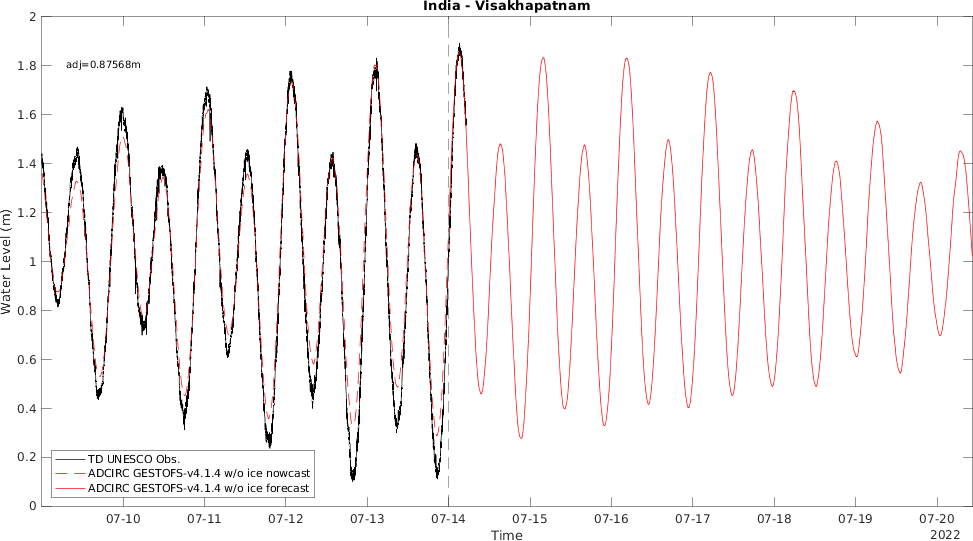 India - Visakhapatnam
adj=0.87568m
2
1.8
1.6
1.4
1.2
1
0.8
0.6
0.4
0.2
0
Water Level (m)
TD UNESCO Obs.
ADCIRC GESTOFS-v4.1.4 w/o ice nowcast
ADCIRC GESTOFS-v4.1.4 w/o ice forecast
07-10 07-11 07-12 07-13 07-14 07-15 07-16 07-17 07-18 07-19 07-20
Time
2022